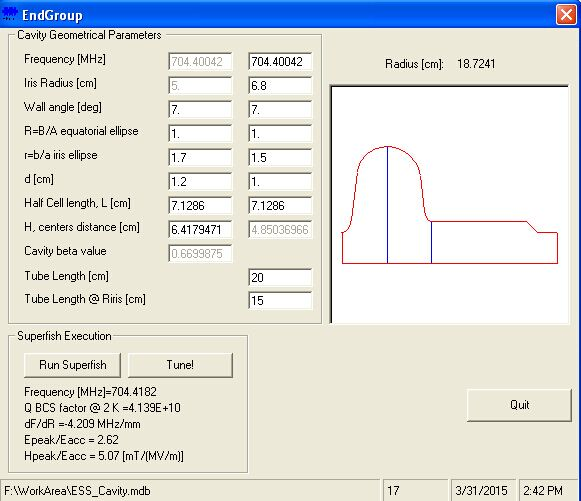 EndGroup
Cavity Geometrical Parameters
Frequency [MHz] 704.40042 704.40042
Radius [cm]: 18.7241
Iris Radius [cm] 5. 6.8
Wall angle [deg] 7. 7.
R=B/A equatorial ellipse 1. 1.
r=b/a iris ellipse 1.7 1.5
d [cm] 1.2 1.
Half Cell length, L [cm] 7.1286 7.1286
H, centers distance [cm] 6.4179471 4.85036966
Cavity beta value 0.6699875
Tube Length [cm] 20
Tube Length @ Riris [cm] 15
Superfish Execution
Run Superfish Tune!
Frequency [MHz]=704.4182
Q BCS factor @ 2 K =4.139E+10
dF/dR =-4.209 MHz/mm
Epeak/Eacc = 2.62
Hpeak/Eacc = 5.07 [mT/(MV/m)]
Quit
F:\WorkArea\ESS_Cavity.mdb 17 3/31/2015 2:42 PM